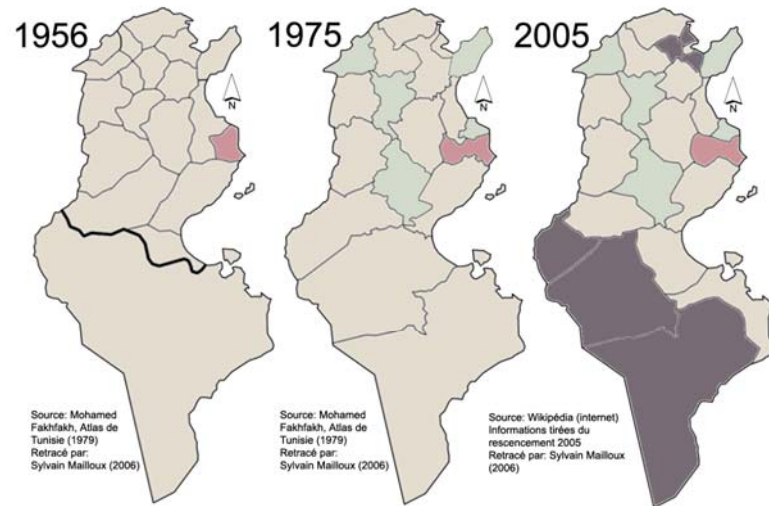 1956
1975
2005
N
N
N
Source: Mohamed
Fakhfakh, Atlas de
Tunisie (1979)
Retracé par:
Sylvain Mailloux (2006)
Source: Mohamed
Fakhfakh, Atlas de
Tunisie (1979)
Retracé par:
Sylvain Mailloux (2006)
Source: Wikipédia (internet)
Informations tirées du
rescencement 2005
Retracé par: Sylvain Mailloux
(2006)